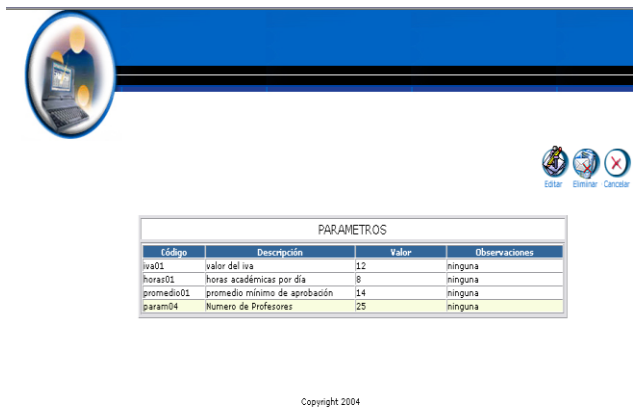 Editar Eliminar Cancelar
PARAMETROS
Código Descripción Valor Observaciones
iva01 valor del iva 12 ninguna
horas01 horas académicas por día 8 ninguna
promedio01 promedio mínimo de aprobación 14 ninguna
param04 Numero de Profesores 25 ninguna
Copyright 2004